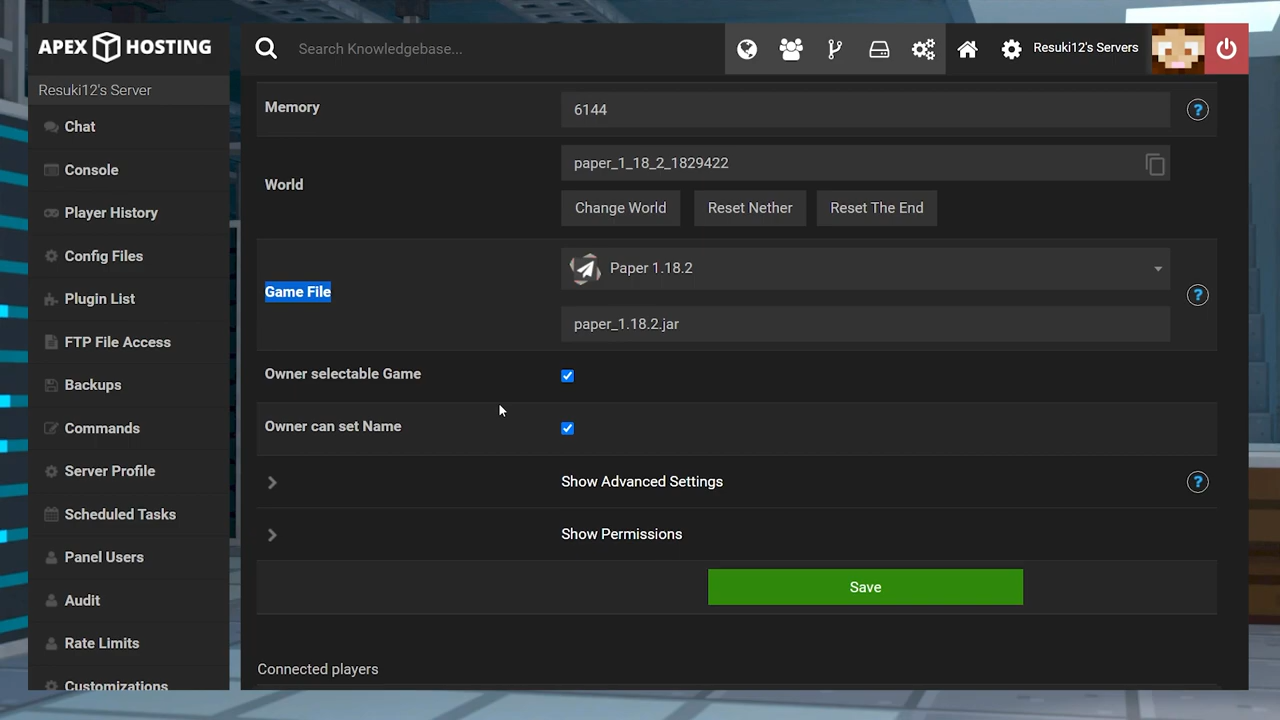 APEX HOSTING
Search Knowledgebase...
Resuki12's Servers
Resuki12's Server
Chat
Console
Player History
Config Files
Plugin List
FTP File Access
Backups
Commands
Server Profile
Scheduled Tasks
Panel Users
Audit
Rate Limits
Customizations
Memory
6144
?
World
paper_1_18_2_1829422
Change World
Reset Nether
Reset The End
Game File
Paper 1.18.2
?
paper_1.18.2.jar
Owner selectable Game
Owner can set Name
Show Advanced Settings
?
Show Permissions
Save
Connected players